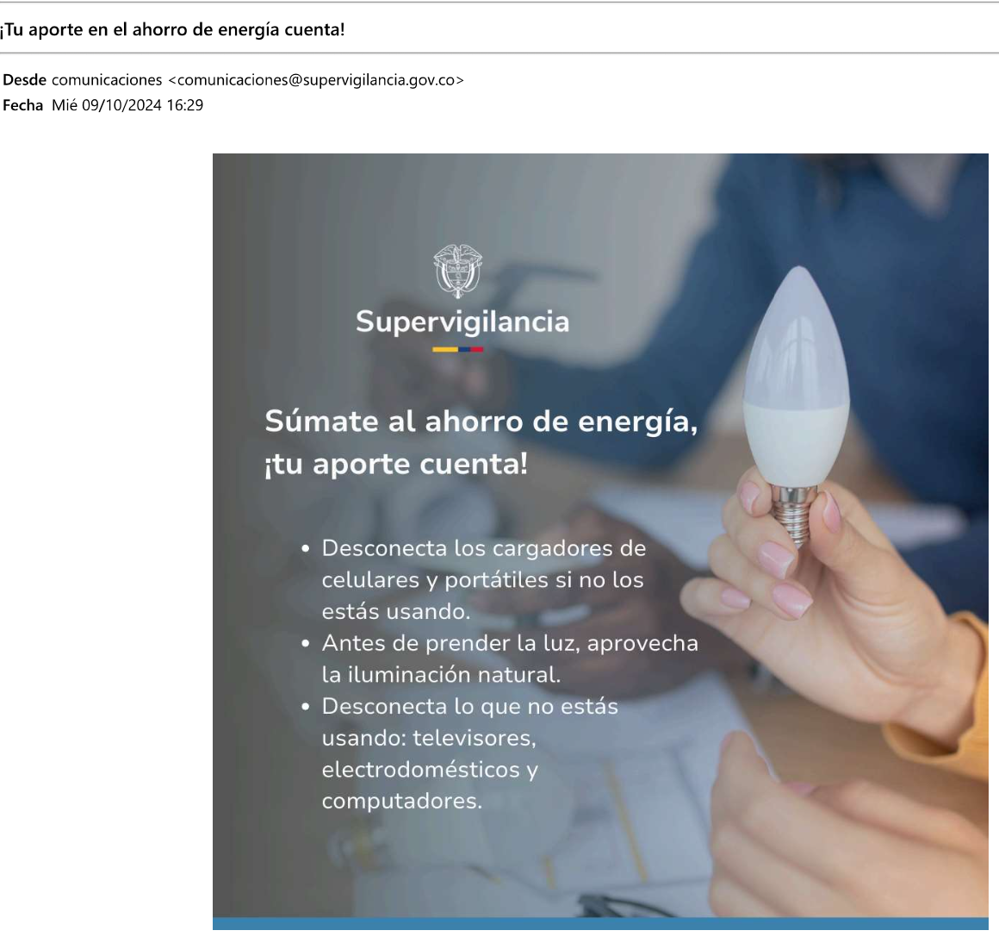 ¡Tu aporte en el ahorro de energía cuenta!
Desde comunicaciones <comunicaciones@supervigilancia.gov.co>
Fecha Mié 09/10/2024 16:29
Supervigilancia
Súmate al ahorro de energía,
¡tu aporte cuenta!
• Desconecta los cargadores de
celulares y portátiles si no los
estás usando.
• Antes de prender la luz, aprovecha
la iluminación natural.
• Desconecta lo que no estás
usando: televisores,
electrodomésticos y
computadores.